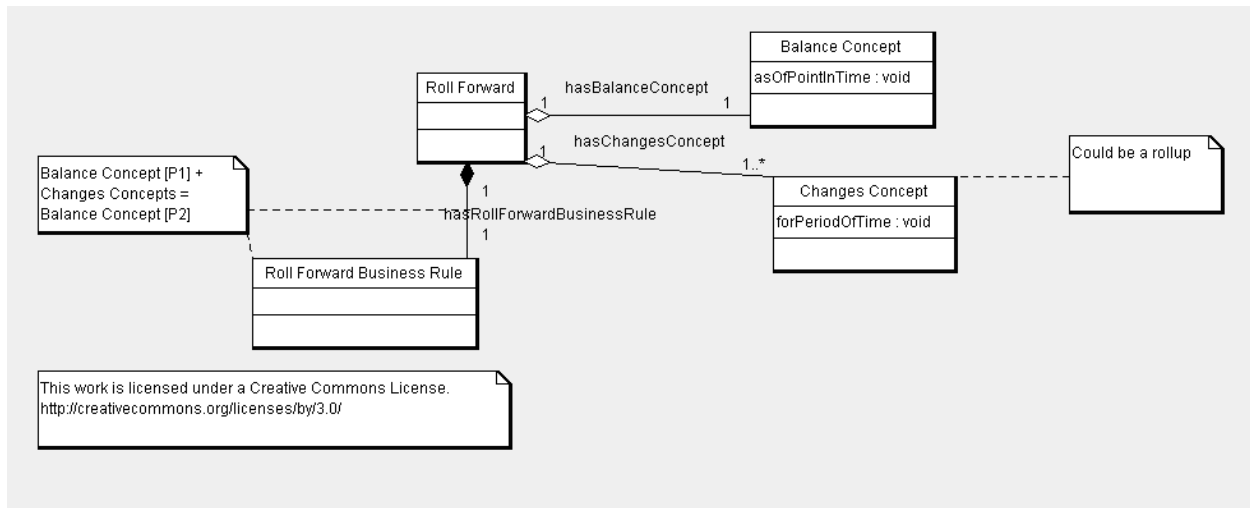 Balance Concept
asOfPointInTime : void
Roll Forward
hasBalanceConcept
1
1
hasChangesConcept
1
1..*
Could be a rollup
Changes Concept
forPeriodOfTime : void
Balance Concept [P1] +
Changes Concepts =
Balance Concept [P2]
1
hasRollForwardBusinessRule
1
Roll Forward Business Rule
This work is licensed under a Creative Commons License.
http://creativecommons.org/licenses/by/3.0/